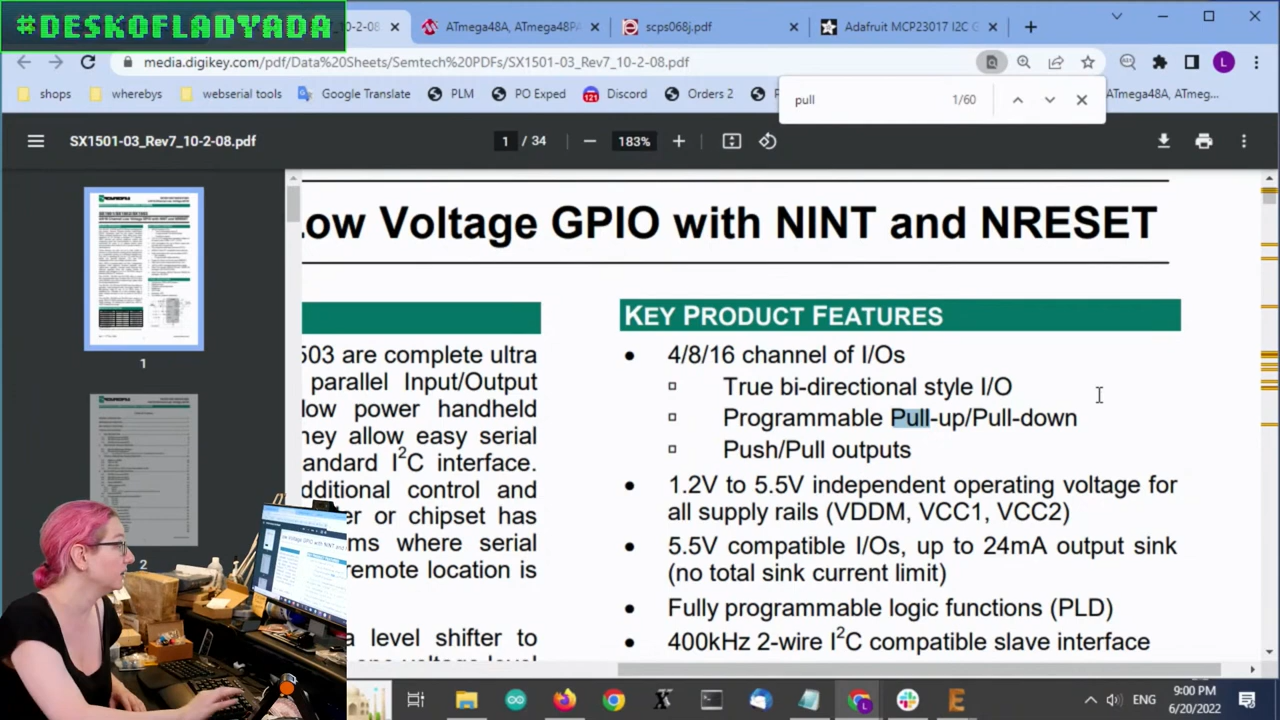 #DESKOFLADYADA
0-2-08.pdf
ATmega48A, ATmega48PA
scps068j.pdf
Adafruit MCP23017 I2C G
media.digikey.com/pdf/Data%20Sheets/Semtech%20PDFs/SX1501-03_Rev7_10-2-08.pdf
L
shops
wherebys
webserial tools
Google Translate
PLM
PO Exped
121
Discord
Orders 2
ATmega48A, ATmeg...
pull
1/60
SX1501-03_Rev7_10-2-08.pdf
1 / 34
183%
Low Voltage GPIO with NNT and NRESET
KEY PRODUCT FEATURES
503 are complete ultra
parallel Input/Output
low power handheld
hey allow easy serial
andard I2C interface.
dditional control and
er or chipset has
ms where serial
remote location is
a level shifter to
4/8/16 channel of I/Os
True bi-directional style I/O
Programmable Pull-up/Pull-down
Push/Pull outputs
1.2V to 5.5V independent operating voltage for
all supply rails (VDDM, VCC1, VCC2)
5.5V compatible I/Os, up to 24mA output sink
(no total sink current limit)
Fully programmable logic functions (PLD)
400kHz 2-wire I2C compatible slave interface
1
2
ENG
9:00 PM
6/20/2022